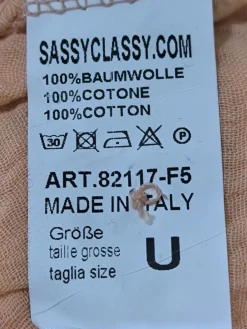 SASSYCLASSY.COM
100%BAUMWOLLE
100%COTONE
100%COTTON
30 P
ART.82117-F5
MADE IN ITALY
Größe
taille grosse
taglia size
U